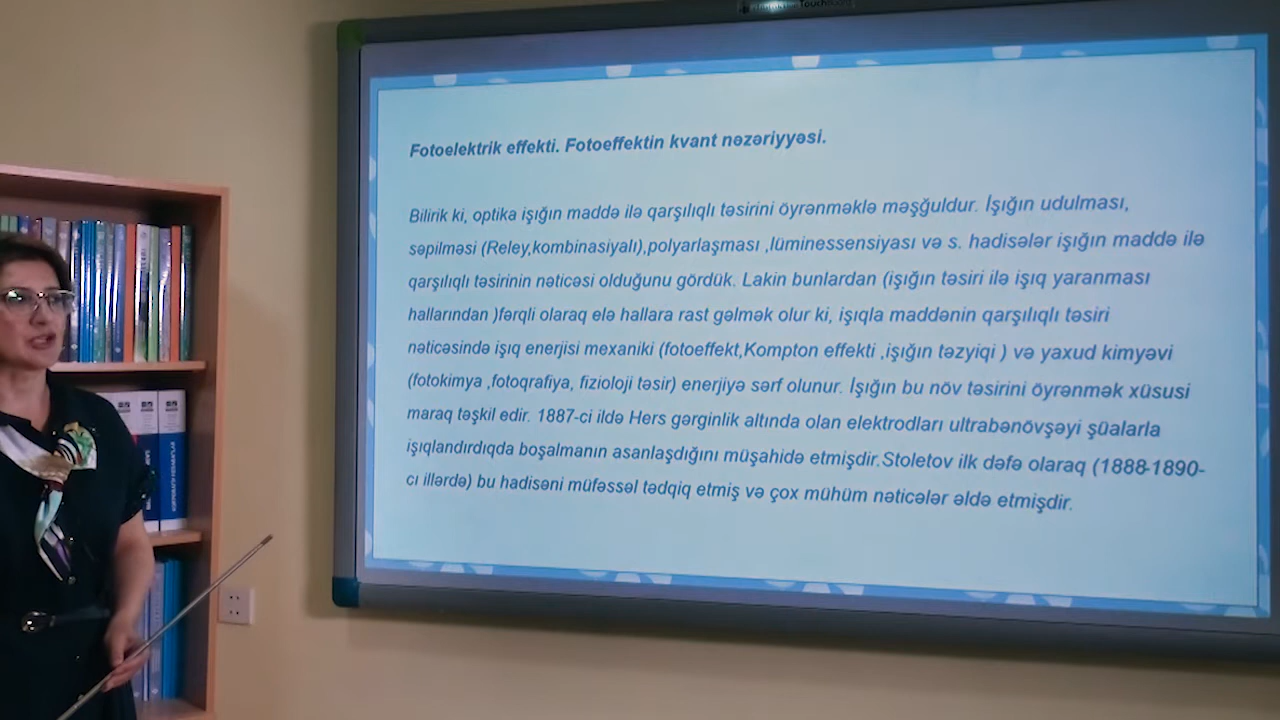 Fotoelektrik effekti. Fotoeffektin kvant nəzəriyyəsi.
Bilirik ki, optika işığın maddə ilə qarşılıqlı təsirini öyrənməklə məşğuldur. İşığın udulması,
səpilməsi (Reley,kombinasiyalı),polyarlaşması ,lüminessensiyası və s. hadisələr işığın maddə ilə
qarşılıqlı təsirinin nəticəsi olduğunu gördük. Lakin bunlardan (işığın təsiri ilə işıq yaranması
hallarından )fərqli olaraq elə hallara rast gəlmək olur ki, işıqla maddənin qarşılıqlı təsiri
nəticəsində işıq enerjisi mexaniki (fotoeffekt,Kompton effekti ,işığın təzyiqi ) və yaxud kimyəvi
(fotokimya ,fotoqrafiya, fizioloji təsir) enerjiyə sərf olunur. İşığın bu növ təsirini öyrənmək xüsusi
maraq təşkil edir. 1887-ci ildə Hers gərginlik altında olan elektrodları ultrabənövşəyi şüalarla
işıqlandırdıqda boşalmanın asanlaşdığını müşahidə etmişdir.Stoletov ilk dəfə olaraq (1888-1890-
cı illərdə) bu hadisəni müfəssəl tədqiq etmiş və çox mühüm nəticələr əldə etmişdir.